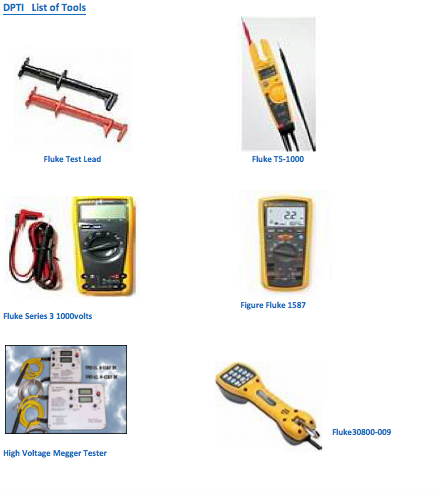 DPTI List of Tools
Fluke Test Lead
Fluke T5-1000
Fluke Series 3 1000volts
Figure Fluke 1587
High Voltage Megger Tester
Fluke30800-009